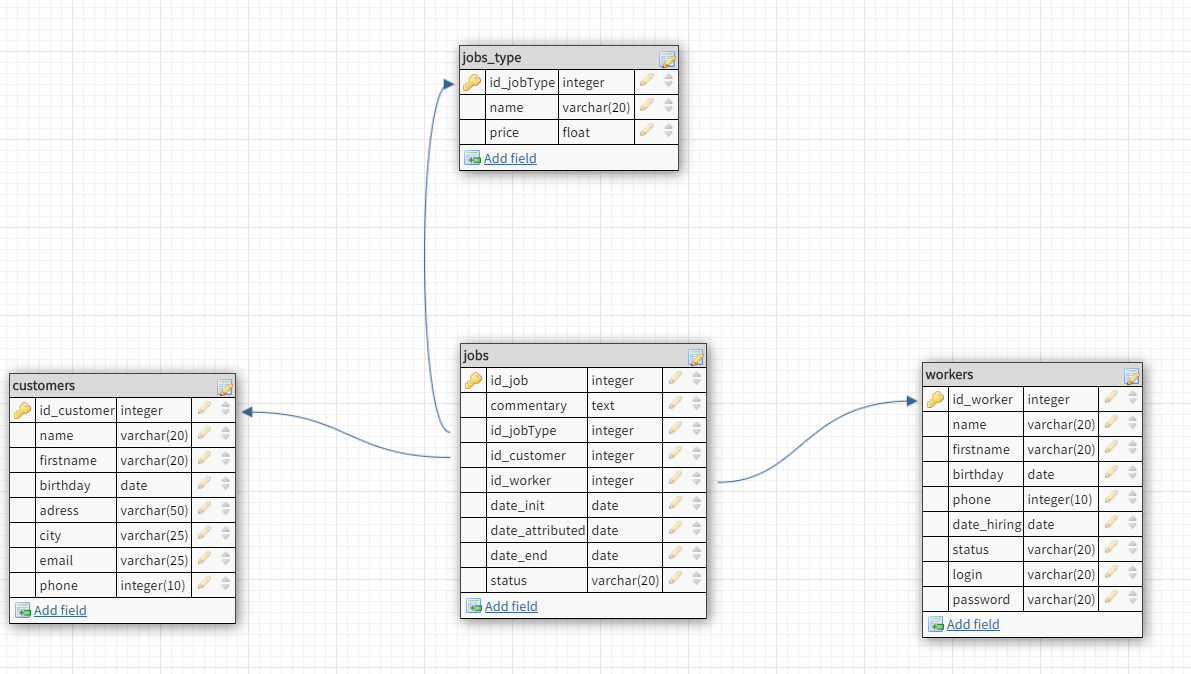 jobs_type
id_jobType integer
name varchar(20)
price float
Add field
jobs
id_job integer
commentary text
id_jobType integer
id_customer integer
id_worker integer
date_init date
date_attributed date
date_end date
status varchar(20)
Add field
customers
id_customer integer
name varchar(20)
firstname varchar(20)
birthday date
adress varchar(50)
city varchar(25)
email varchar(25)
phone integer(10)
Add field
workers
id_worker integer
name varchar(20)
firstname varchar(20)
birthday date
phone integer(10)
date_hiring date
status varchar(20)
login varchar(20)
password varchar(20)
Add field